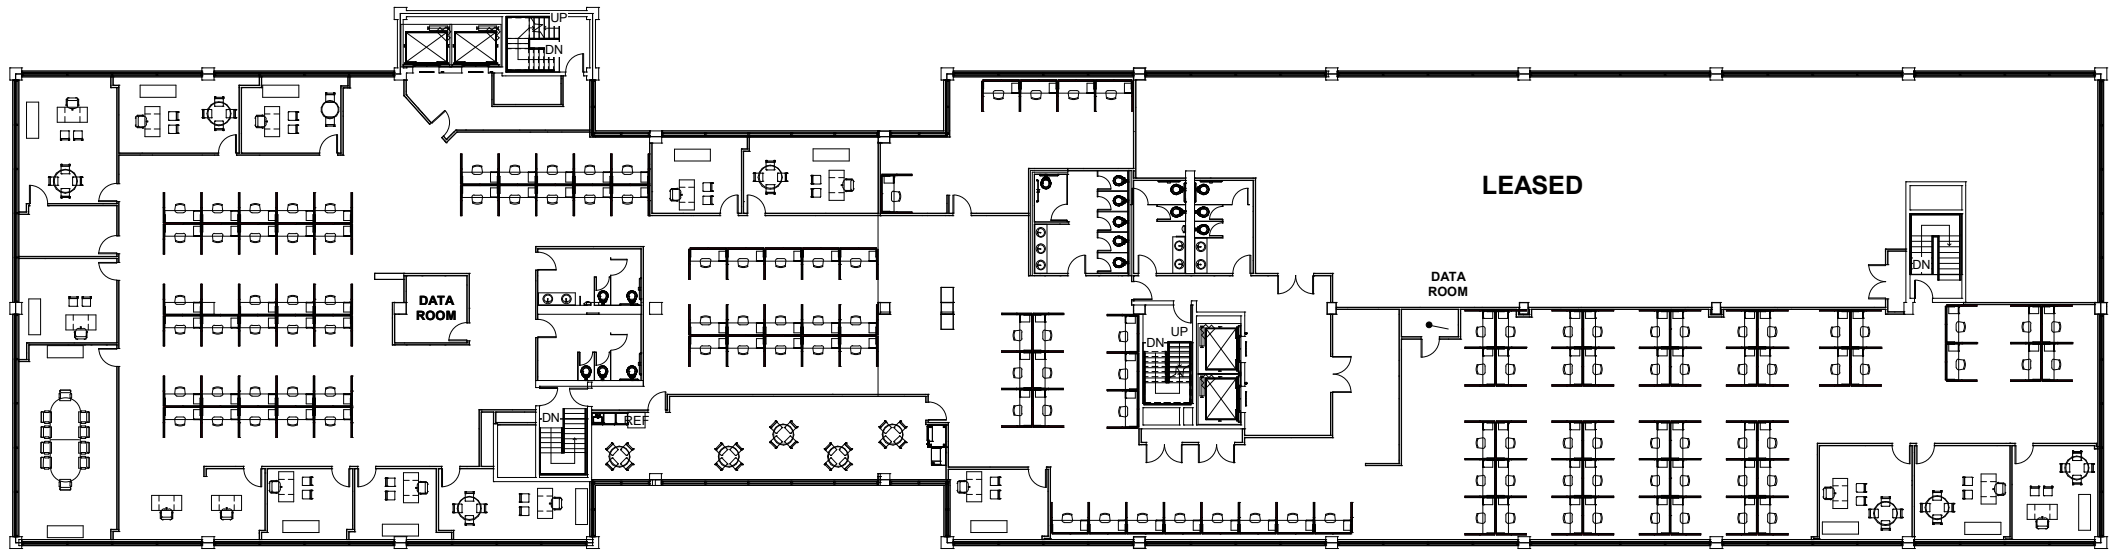 UP
DN
LEASED
DATA
ROOM
DN
DATA
ROOM
UP
DN
DN
REF